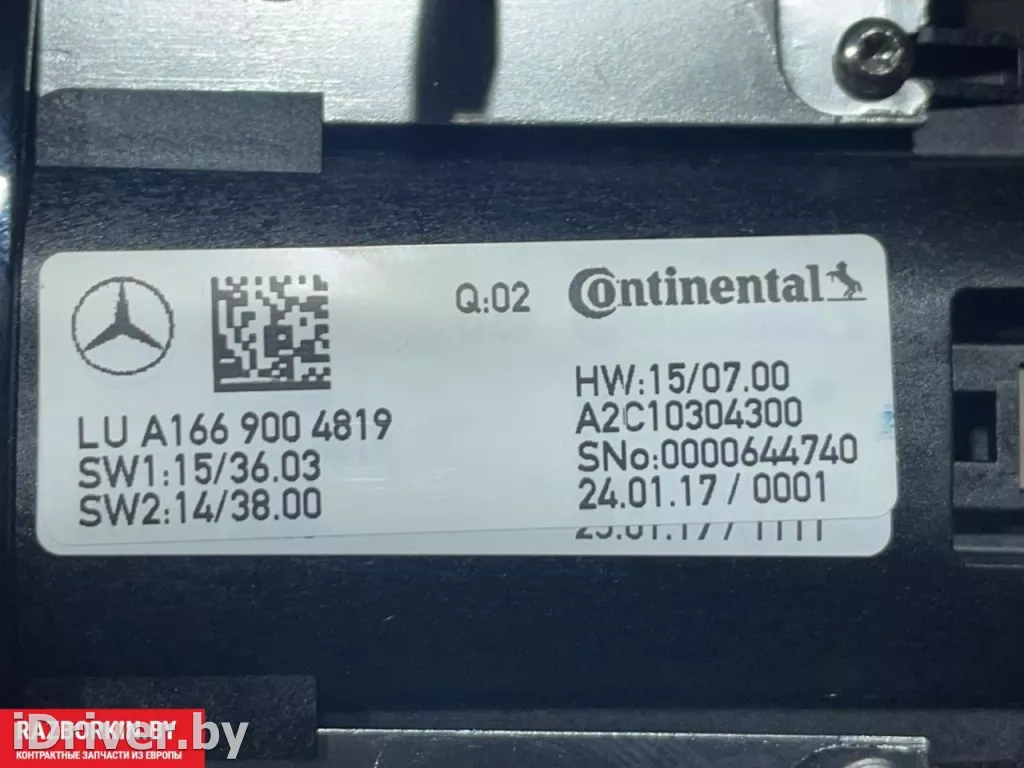 Q:02
Continental
LU A166 900 4819
SW1:15/36.03
SW2:14/38.00
HW:15/07.00
A2C10304300
SNo:0000644740
24.01.17 / 0001
RAZBORKIN.BY
iDriver.by
КОНТРАКТНЫЕ ЗАПЧАСТИ ИЗ ЕВРОПЫ